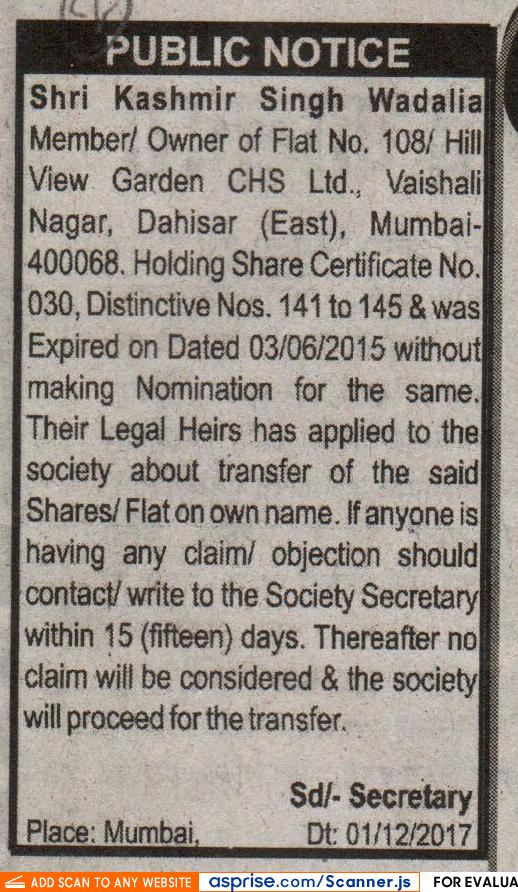 PUBLIC NOTICE
Shri Kashmir Singh Wadalia
Member/ Owner of Flat No. 108/ Hill
View Garden CHS Ltd., Vaishali
Nagar, Dahisar (East), Mumbai-
400068. Holding Share Certificate No.
030, Distinctive Nos. 141 to 145 & was
Expired on Dated 03/06/2015 without
making Nomination for the same.
Their Legal Heirs has applied to the
society about transfer of the said
Shares/ Flat on own name. If anyone is
having any claim/ objection should
contact/ write to the Society Secretary
within 15 (fifteen) days. Thereafter no
claim will be considered & the society
will proceed for the transfer.
Sd/- Secretary
Place: Mumbai, Dt: 01/12/2017
ADD SCAN TO ANY WEBSITE asprise.com/Scanner.js FOR EVALUA